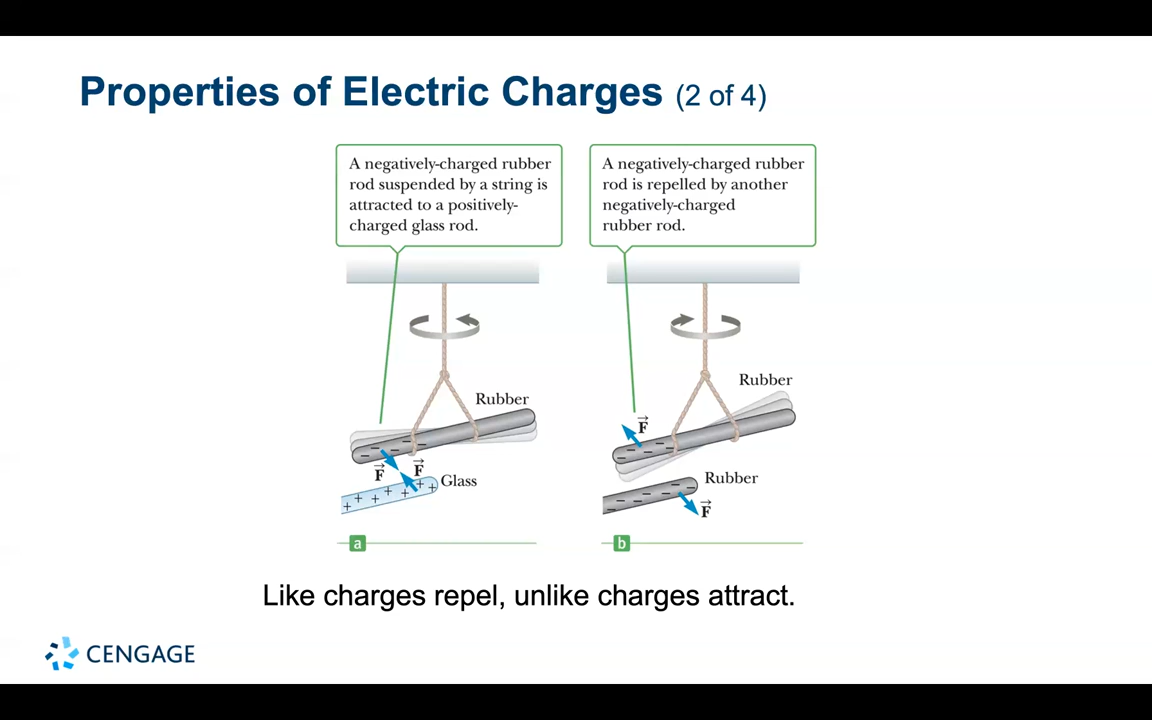 Properties of Electric Charges (2 of 4)
A negatively-charged rubber
rod suspended by a string is
attracted to a positively-
charged glass rod.
A negatively-charged rubber
rod is repelled by another
negatively-charged
rubber rod.
Rubber
F
F
Glass
a
Rubber
F
Rubber
F
b
Like charges repel, unlike charges attract.
CENGAGE